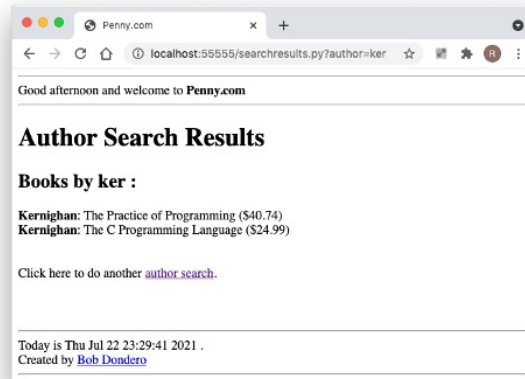 Penny.com
localhost:55555/searchresults.py?author=ker
R
Good afternoon and welcome to Penny.com
Author Search Results
Books by ker :
Kernighan: The Practice of Programming ($40.74)
Kernighan: The C Programming Language ($24.99)
Click here to do another author search.
Today is Thu Jul 22 23:29:41 2021 .
Created by Bob Dondero